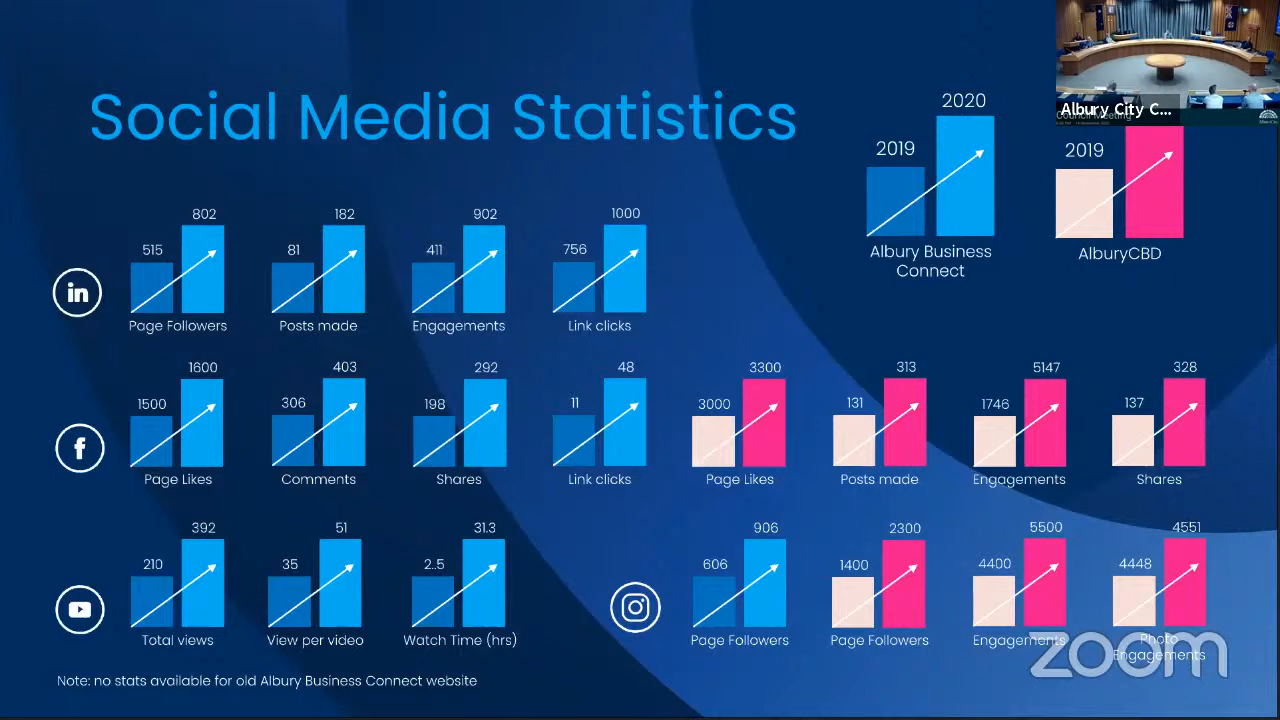 Albury City C...
Council Meeting
Social Media Statistics
2019
2020
Albury Business
Connect
2019
AlburyCBD
in
515
802
Page Followers
81
182
Posts made
411
902
Engagements
756
1000
Link clicks
f
1500
1600
Page Likes
306
403
Comments
198
292
Shares
11
48
Link clicks
3000
3300
Page Likes
131
313
Posts made
1746
5147
Engagements
137
328
Shares
210
392
Total views
35
51
View per video
2.5
31.3
Watch Time (hrs)
606
906
Page Followers
1400
2300
Page Followers
4400
5500
Engagements
4448
4551
Photo
Engagements
zoom
Note: no stats available for old Albury Business Connect website